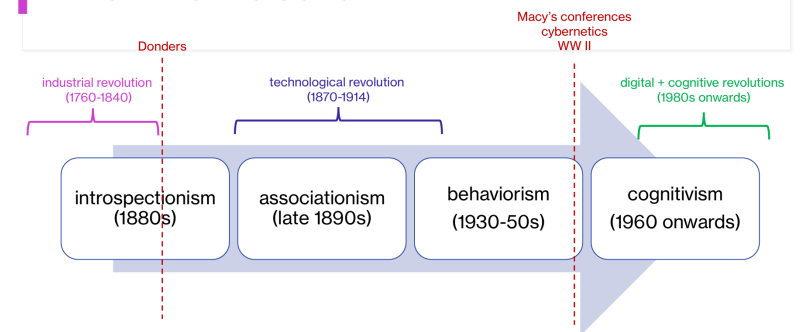 Macy's conferences
cybernetics
WW II
Donders
industrial revolution
(1760-1840)
technological revolution
(1870-1914)
digital + cognitive revolutions
(1980s onwards)
introspectionism
(1880s)
associationism
(late 1890s)
behaviorism
(1930-50s)
cognitivism
(1960 onwards)